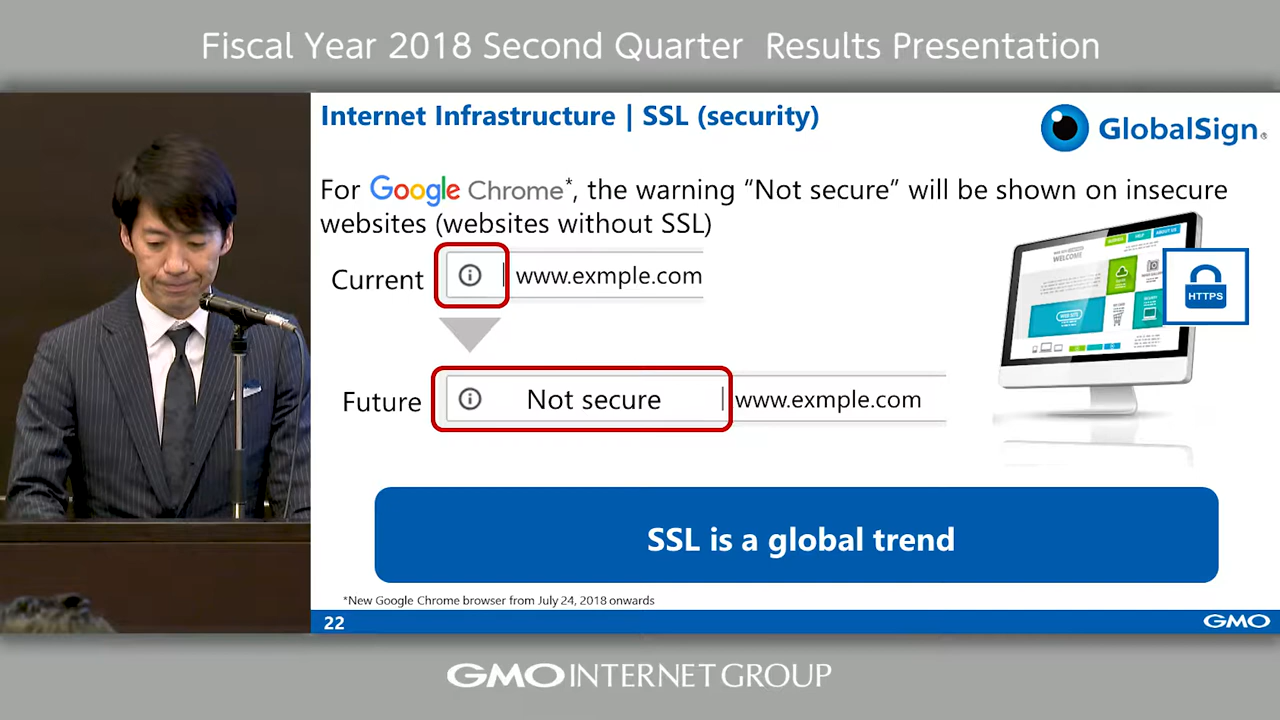 Fiscal Year 2018 Second Quarter Results Presentation
Internet Infrastructure | SSL (security)
GlobalSign®
For Google Chrome*, the warning “Not secure” will be shown on insecure
websites (websites without SSL)
Current
www.exmple.com
WELCOME
HTTPS
Future
Not secure
www.exmple.com
SSL is a global trend
*New Google Chrome browser from July 24, 2018 onwards
22
GMO
GMO INTERNET GROUP